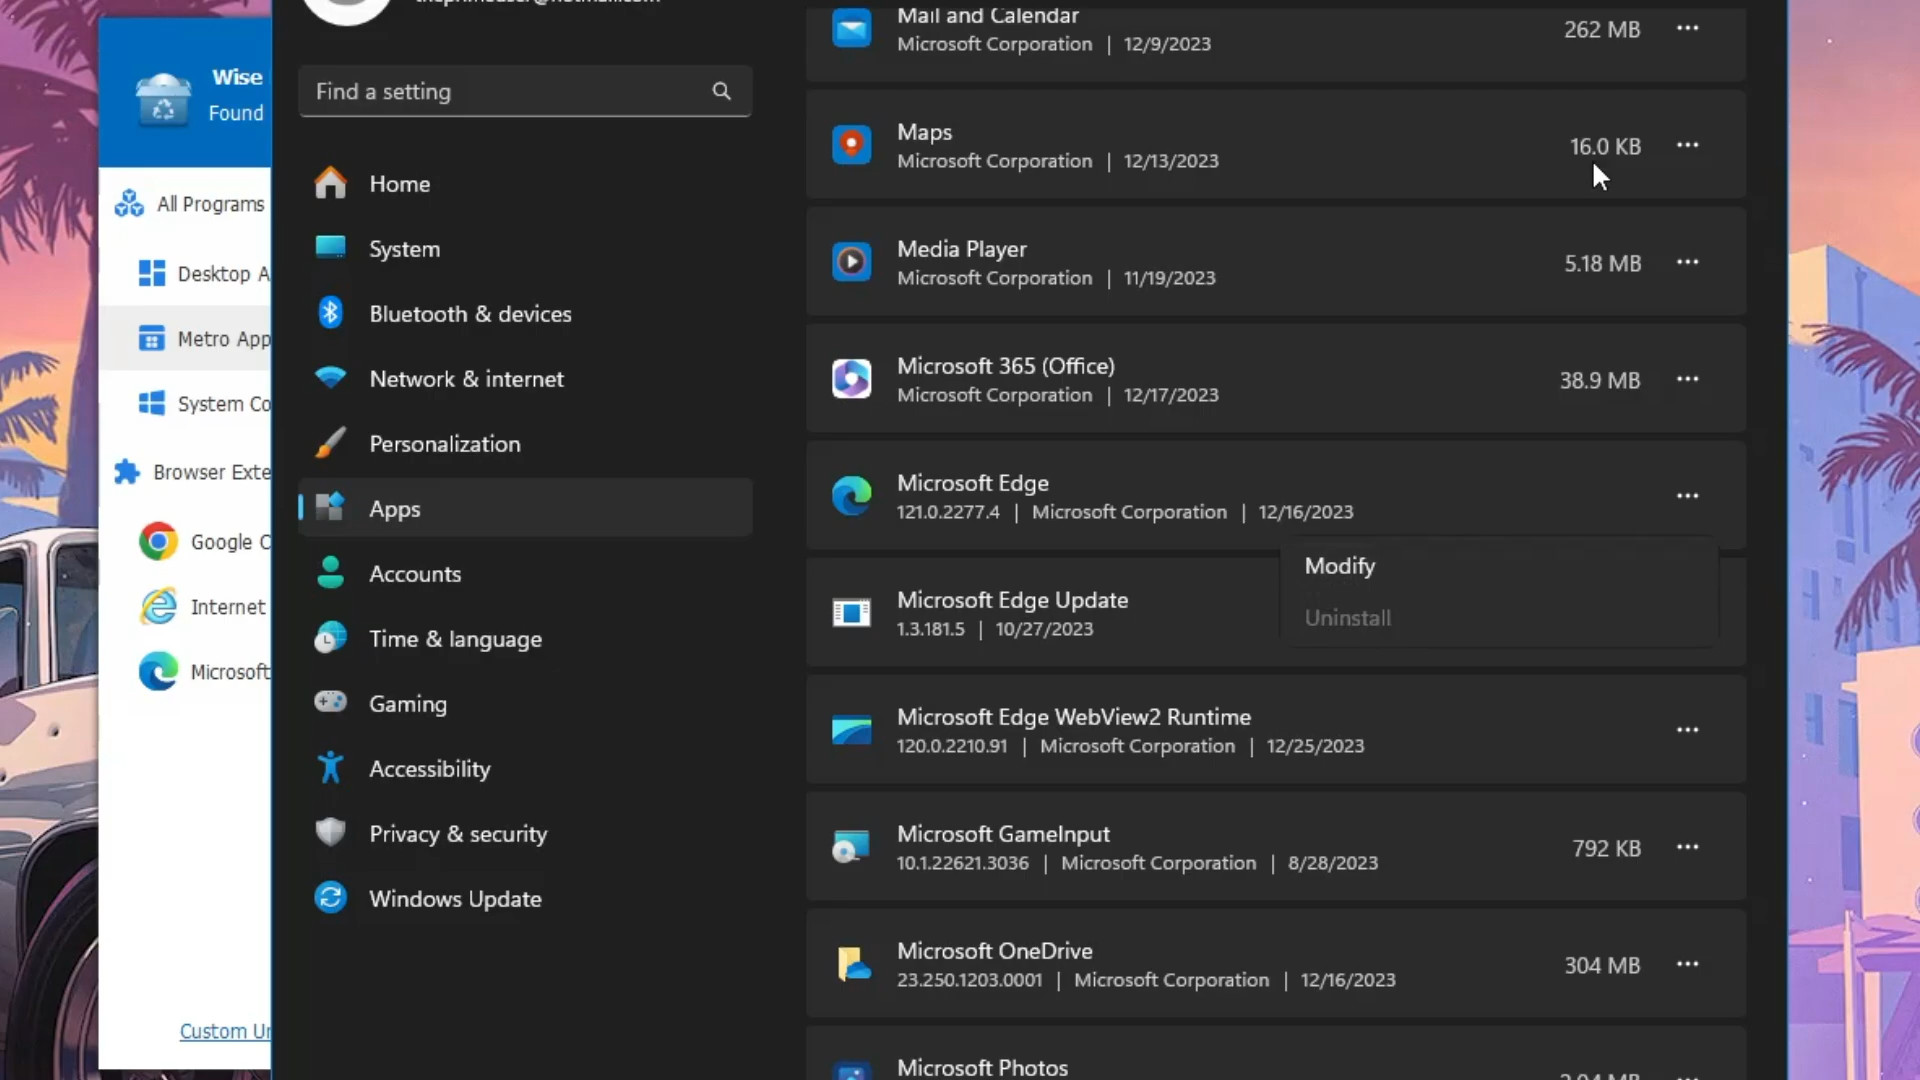 Wise
Found
All Programs
Desktop A
Metro App
System Co
Browser Exte
Google C
Internet
Microsoft
Custom Un
Find a setting
Home
System
Bluetooth & devices
Network & internet
Personalization
Apps
Accounts
Time & language
Gaming
Accessibility
Privacy & security
Windows Update
Mail and Calendar
Microsoft Corporation | 12/9/2023
262 MB
Maps
Microsoft Corporation | 12/13/2023
16.0 KB
Media Player
Microsoft Corporation | 11/19/2023
5.18 MB
Microsoft 365 (Office)
Microsoft Corporation | 12/17/2023
38.9 MB
Microsoft Edge
121.0.2277.4 | Microsoft Corporation | 12/16/2023
Modify
Uninstall
Microsoft Edge Update
1.3.181.5 | 10/27/2023
Microsoft Edge WebView2 Runtime
120.0.2210.91 | Microsoft Corporation | 12/25/2023
Microsoft GameInput
10.1.22621.3036 | Microsoft Corporation | 8/28/2023
792 KB
Microsoft OneDrive
23.250.1203.0001 | Microsoft Corporation | 12/16/2023
304 MB
Microsoft Photos